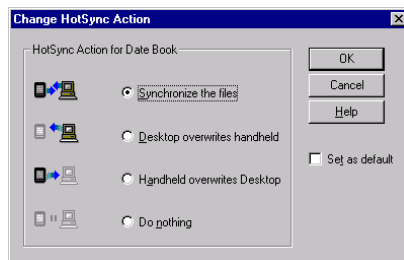 Change HotSync Action
HotSync Action for Date Book
Synchronize the files
Desktop overwrites handheld
Handheld overwrites Desktop
Do nothing
OK
Cancel
Help
Set as default